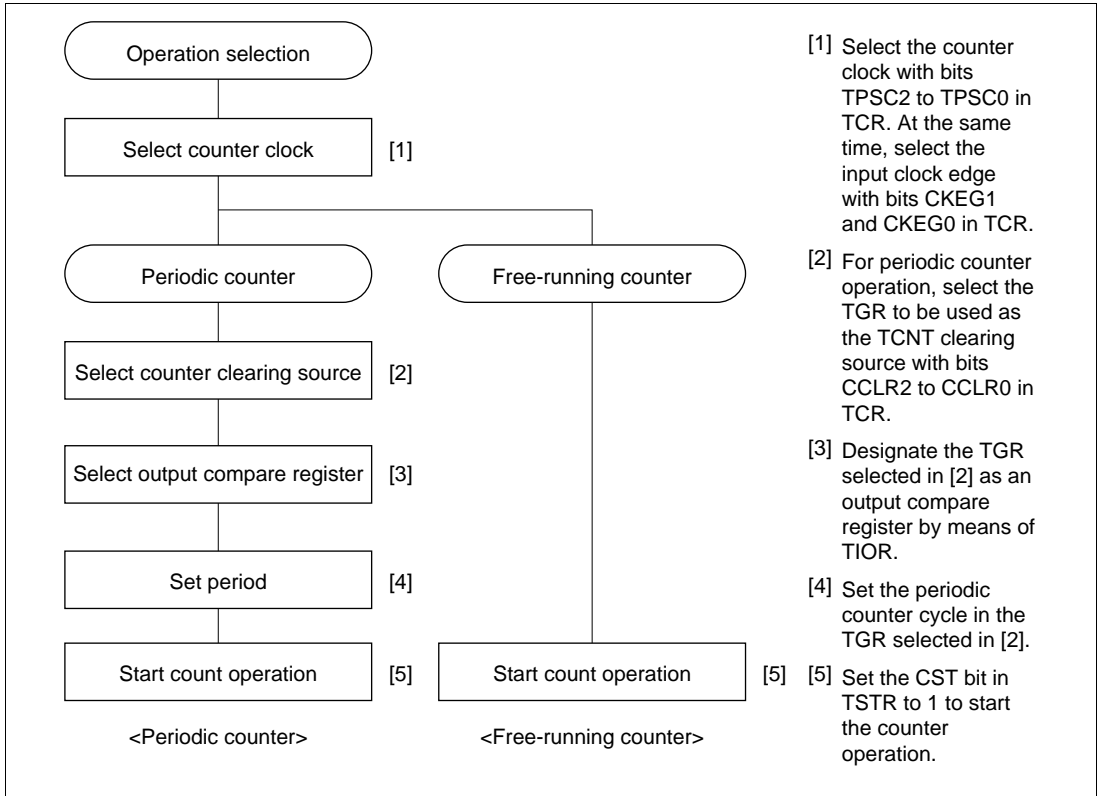 Operation selection
Select counter clock [1]
Periodic counter
Free-running counter
Select counter clearing source [2]
Select output compare register [3]
Set period [4]
Start count operation [5]
Start count operation [5]
<Periodic counter>
<Free-running counter>
[1] Select the counter
clock with bits
TPSC2 to TPSC0 in
TCR. At the same
time, select the
input clock edge
with bits CKEG1
and CKEG0 in TCR.
[2] For periodic counter
operation, select the
TGR to be used as
the TCNT clearing
source with bits
CCLR2 to CCLR0 in
TCR.
[3] Designate the TGR
selected in [2] as an
output compare
register by means of
TIOR.
[4] Set the periodic
counter cycle in the
TGR selected in [2].
[5] Set the CST bit in
TSTR to 1 to start
the counter
operation.